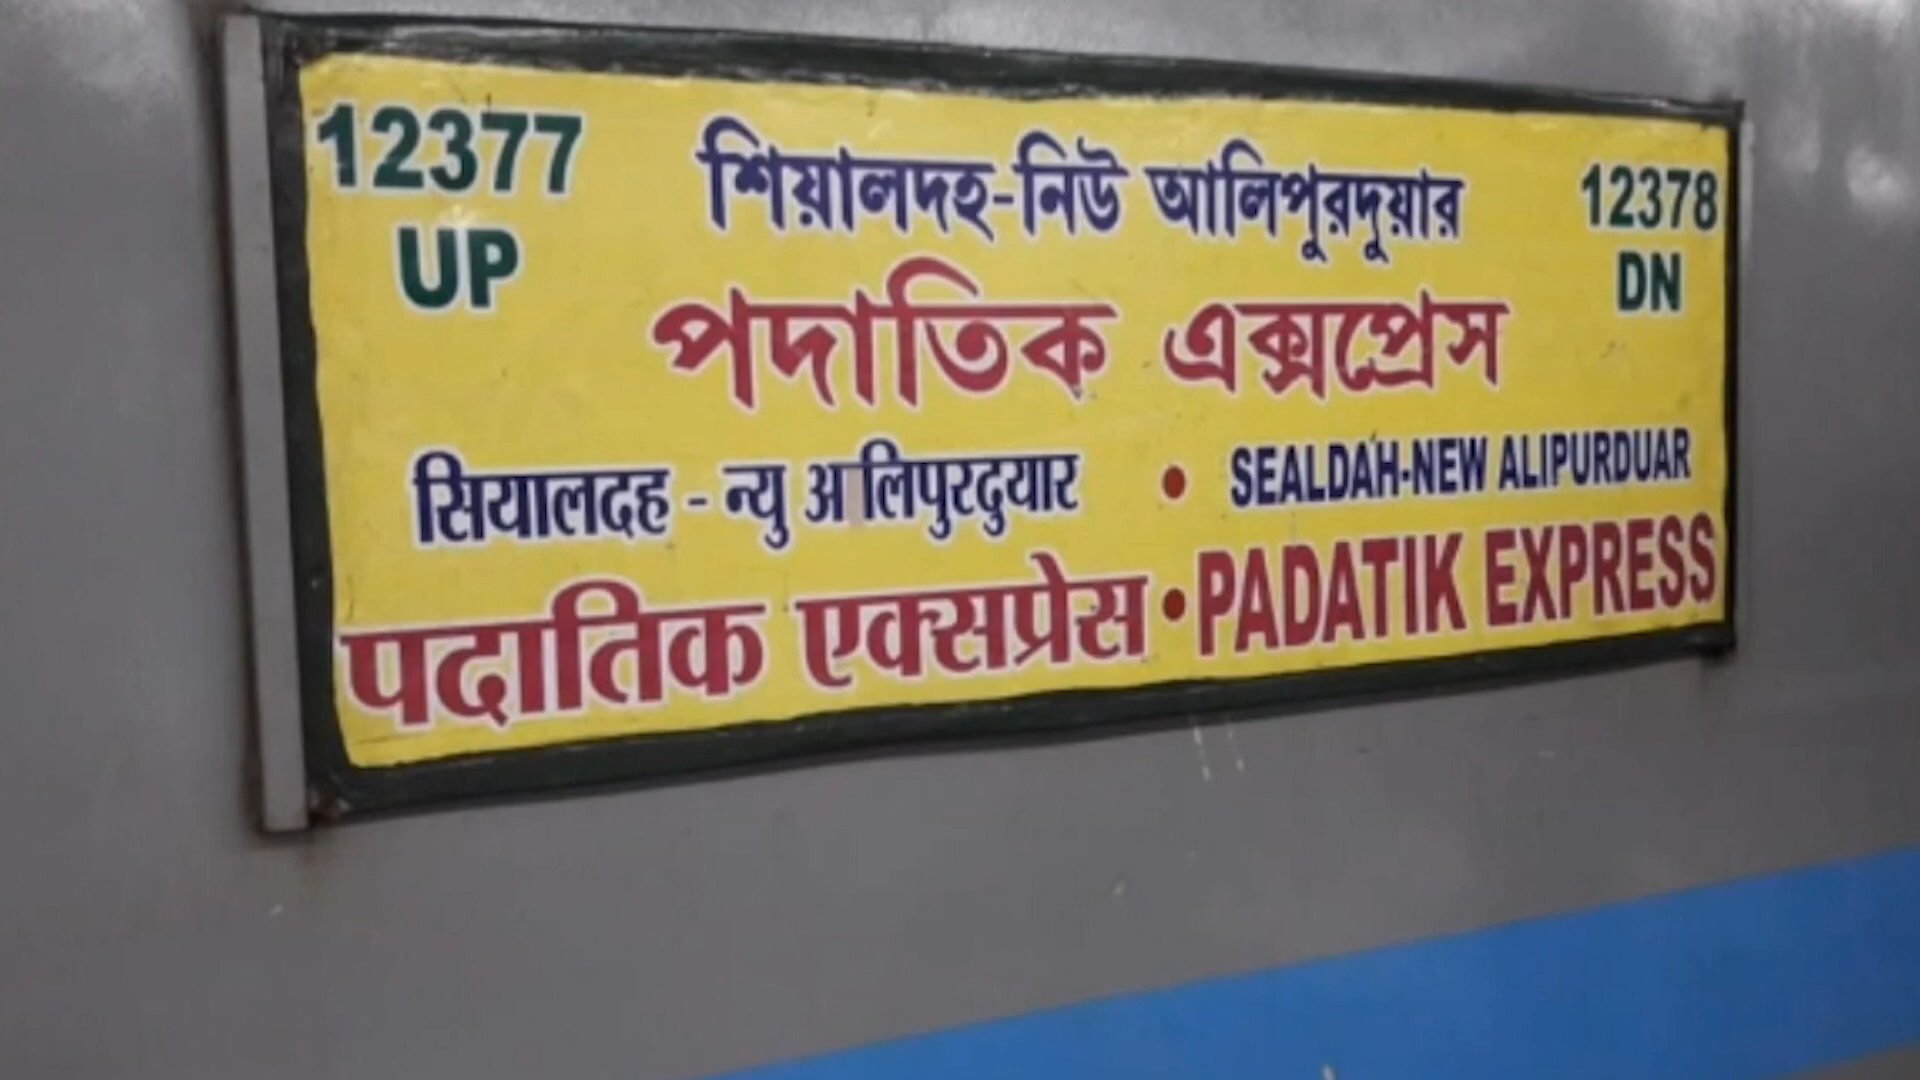 12377 শিয়ালদহ-নিউ আলিপুরদুয়ার 12378
UP DN
পদাতিক এক্সপ্রেস
सियालदह - न्यु अालिपुरदुयार • SEALDAH-NEW ALIPURDUAR
पदातिक एक्सप्रेस • PADATIK EXPRESS